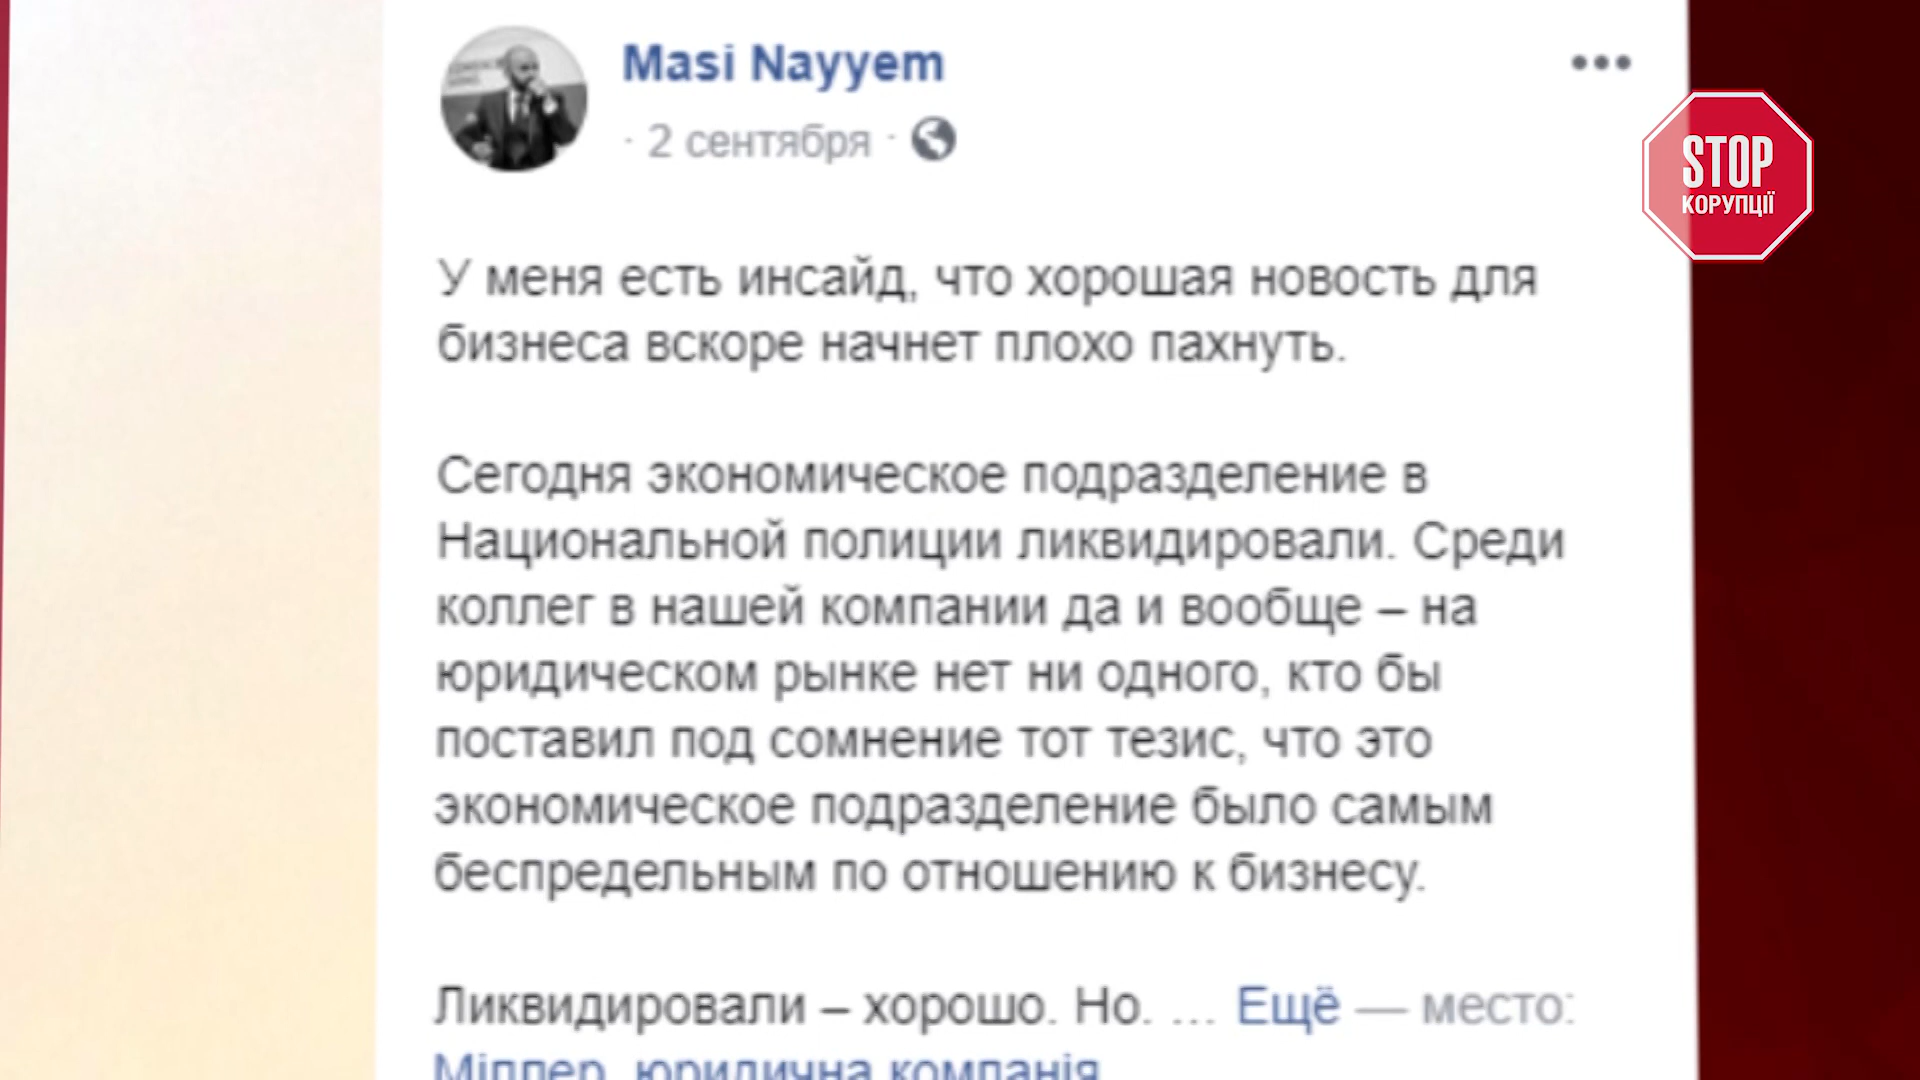 Masi Nayyem
· 2 сентября ·
STOP
КОРУПЦІЇ
У меня есть инсайд, что хорошая новость для
бизнеса вскоре начнет плохо пахнуть.
Сегодня экономическое подразделение в
Национальной полиции ликвидировали. Среди
коллег в нашей компании да и вообще – на
юридическом рынке нет ни одного, кто бы
поставил под сомнение тот тезис, что это
экономическое подразделение было самым
беспредельным по отношению к бизнесу.
Ликвидировали – хорошо. Но. ... Ещё — место:
Міллер, юридична компанія